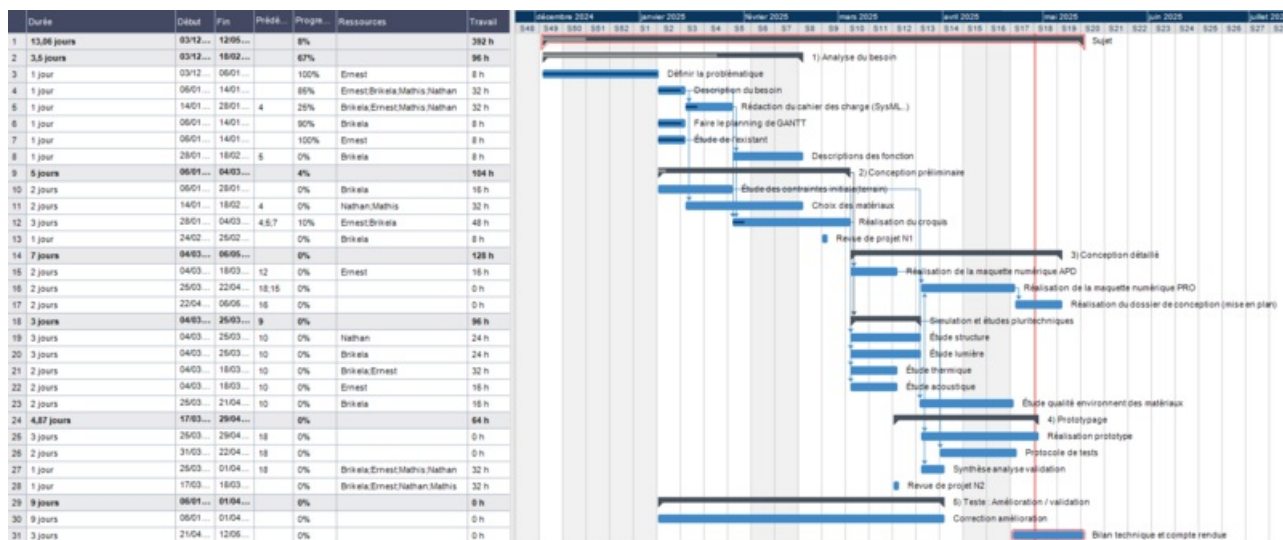 Durée Début Fin Prédé... Progre... Ressources Travail
décembre 2024 janvier 2025 février 2025 mars 2025 avril 2025 mai 2025 juin 2025 juillet 202
S48 S49 S50 S51 S52 S1 S2 S3 S4 S5 S6 S7 S8 S9 S10 S11 S12 S13 S14 S15 S16 S17 S18 S19 S20 S21 S22 S23 S24 S25 S26 S27
1 13,06 jours 03/12... 12/05... 8% 392 h Sujet
2 3,5 jours 03/12... 18/02... 67% 96 h 1) Analyse du besoin
3 1 jour 03/12... 06/01... 100% Ernest 8 h Définir la problématique
4 1 jour 06/01... 14/01... 86% Ernest;Brikela;Mathis;Nathan 32 h Description du besoin
5 1 jour 14/01... 28/01... 4 25% Brikela;Ernest;Mathis;Nathan 32 h Rédaction du cahier des charge (SysML..)
6 1 jour 06/01... 14/01... 90% Brikela 8 h Faire le planning de GANTT
7 1 jour 06/01... 14/01... 100% Ernest 8 h Étude de l'existant
8 1 jour 28/01... 18/02... 5 0% Brikela 8 h Descriptions des fonction
9 5 jours 06/01... 04/03... 4% 104 h 2) Conception préliminaire
10 2 jours 06/01... 28/01... 0% Brikela 16 h Étude des contraintes initiale(terrain)
11 2 jours 14/01... 18/02... 4 0% Nathan;Mathis 32 h Choix des matériaux
12 3 jours 28/01... 04/03... 4;5;7 10% Ernest;Brikela 48 h Réalisation du croquis
13 1 jour 24/02... 25/02... 0% Brikela 8 h Revue de projet N1
14 7 jours 04/03... 06/05... 0% 128 h 3) Conception détaillé
15 2 jours 04/03... 18/03... 12 0% Ernest 16 h Réalisation de la maquette numérique APD
16 2 jours 25/03... 22/04... 18;15 0% 0 h Réalisation de la maquette numérique PRO
17 2 jours 22/04... 06/05... 16 0% 0 h Réalisation du dossier de conception (mise en plan)
18 3 jours 04/03... 25/03... 9 0% 96 h Simulation et études pluritechniques
19 3 jours 04/03... 25/03... 10 0% Nathan 24 h Étude structure
20 3 jours 04/03... 25/03... 10 0% Brikela 24 h Étude lumière
21 2 jours 04/03... 18/03... 10 0% Brikela;Ernest 32 h Étude thermique
22 2 jours 04/03... 18/03... 10 0% Ernest 16 h Étude acoustique
23 2 jours 25/03... 21/04... 10 0% Brikela 16 h Étude qualité environment des matériaux
24 4,87 jours 17/03... 29/04... 0% 64 h 4) Prototypage
25 3 jours 25/03... 29/04... 18 0% 0 h Réalisation prototype
26 2 jours 31/03... 22/04... 18 0% 0 h Protocole de tests
27 1 jour 25/03... 01/04... 18 0% Brikela;Ernest;Mathis;Nathan 32 h Synthèse analyse validation
28 1 jour 17/03... 18/03... 0% Brikela;Ernest;Nathan;Mathis 32 h Revue de projet N2
29 9 jours 06/01... 01/04... 0% 0 h 5) Teste : Amélioration / validation
30 9 jours 06/01... 01/04... 0% 0 h Correction amélioration
31 3 jours 21/04... 12/05... 0% 0 h Bilan technique et compte rendue